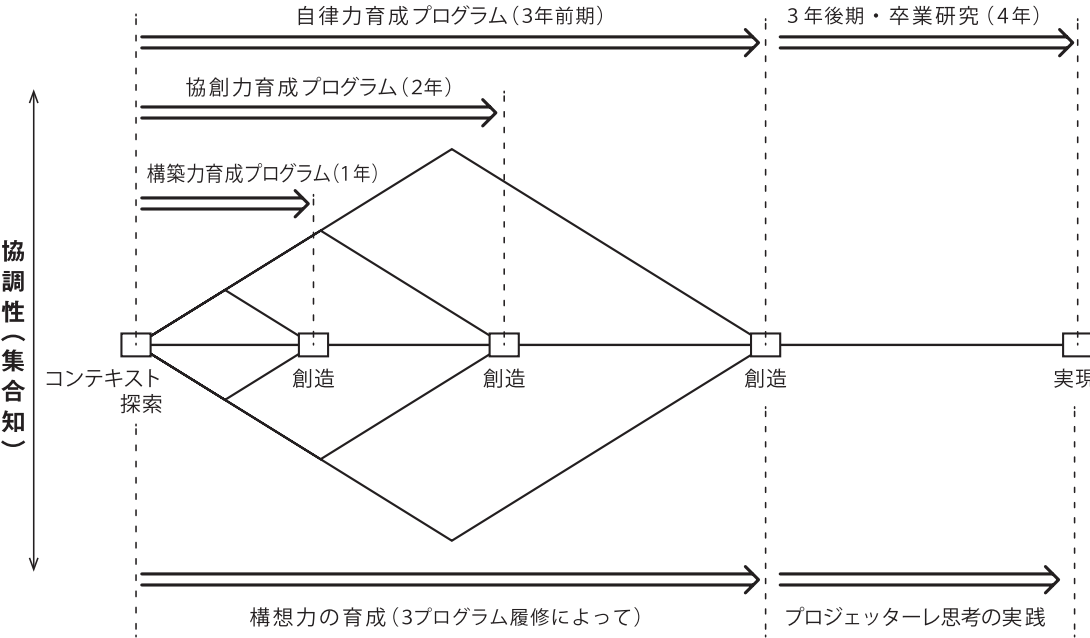 自律力育成プログラム（3年前期）
３年後期・卒業研究（４年）
協創力育成プログラム（2年）
構築力育成プログラム（1年）
協調性（集合知）
コンテキスト
探索
創造
創造
創造
実現
構想力の育成（3プログラム履修によって）
プロジェッターレ思考の実践